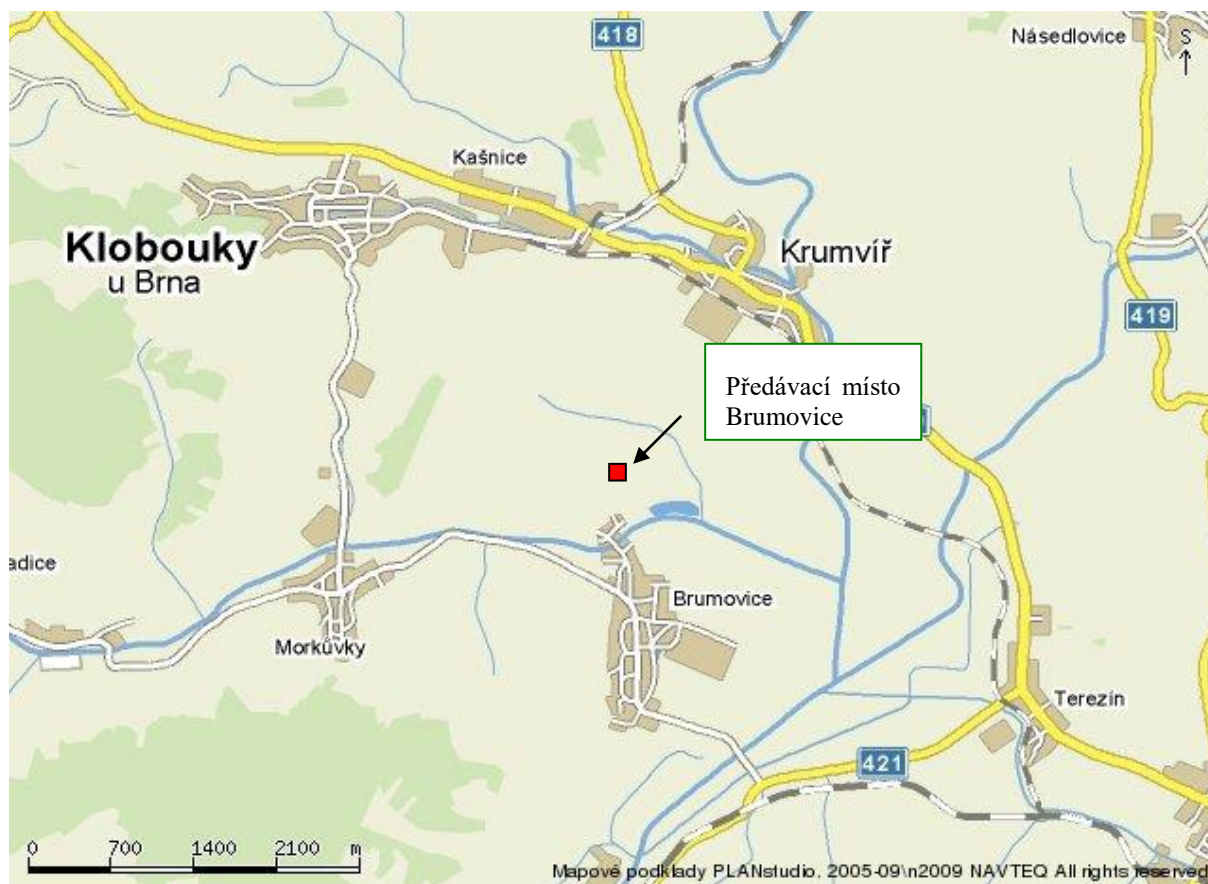 418
Násedlovice
S
Kašnice
Klobouky
u Brna
Krumvíř
419
Předávací místo
Brumovice
adice
Brumovice
Morkůvky
Terezín
421
0 700 1400 2100 m
Mapové podklady PLANstudio, 2005-09\n2009 NAVTEQ All rights reserved